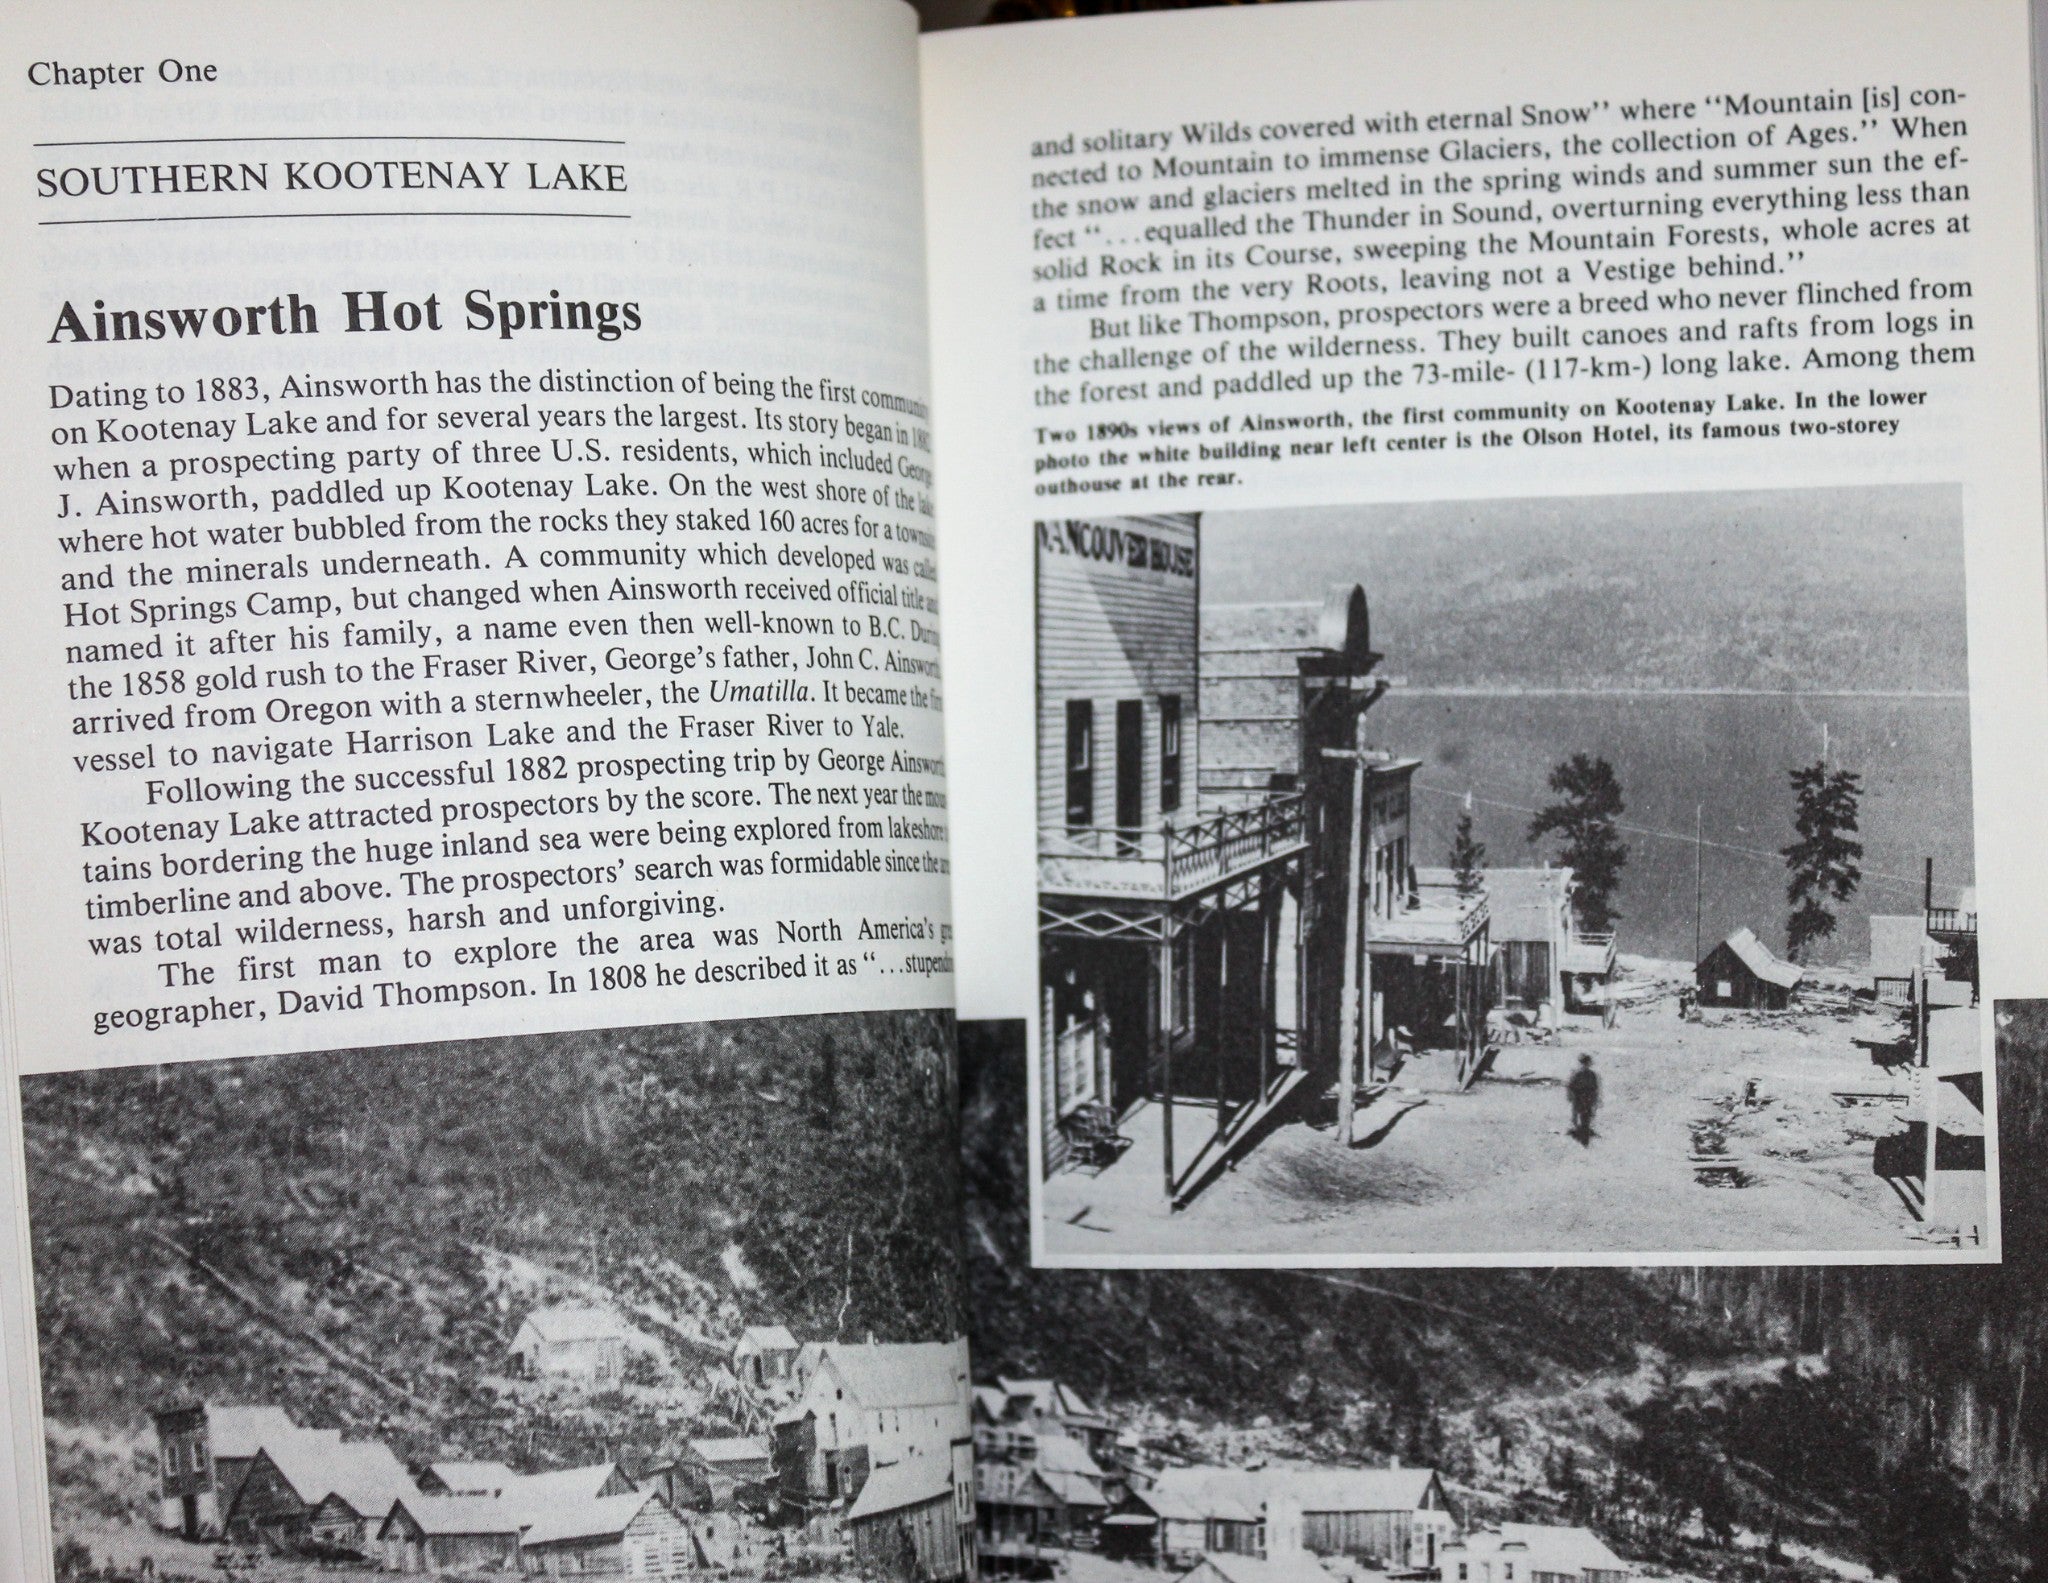 Chapter One
SOUTHERN KOOTENAY LAKE
Ainsworth Hot Springs
Dating to 1883, Ainsworth has the distinction of being the first community
on Kootenay Lake and for several years the largest. Its story began in 1882
when a prospecting party of three U.S. residents, which included George
J. Ainsworth, paddled up Kootenay Lake. On the west shore of the lake
where hot water bubbled from the rocks they staked 160 acres for a townsite
and the minerals underneath. A community which developed was called
Hot Springs Camp, but changed when Ainsworth received official title and
named it after his family, a name even then well-known to B.C. During
the 1858 gold rush to the Fraser River, George's father, John C. Ainsworth
arrived from Oregon with a sternwheeler, the Umatilla. It became the first
vessel to navigate Harrison Lake and the Fraser River to Yale.
Following the successful 1882 prospecting trip by George Ainsworth
Kootenay Lake attracted prospectors by the score. The next year the moun
tains bordering the huge inland sea were being explored from lakeshore
timberline and above. The prospectors' search was formidable since the area
was total wilderness, harsh and unforgiving.
The first man to explore the area was North America's
geographer, David Thompson. In 1808 he described it as "...stupendous
and solitary Wilds covered with eternal Snow" where "Mountain [is] con-
nected to Mountain to immense Glaciers, the collection of Ages." When
the snow and glaciers melted in the spring winds and summer sun the ef-
fect "...equalled the Thunder in Sound, overturning everything less than
solid Rock in its Course, sweeping the Mountain Forests, whole acres at
a time from the very Roots, leaving not a Vestige behind."
But like Thompson, prospectors were a breed who never flinched from
the challenge of the wilderness. They built canoes and rafts from logs in
the forest and paddled up the 73-mile- (117-km-) long lake. Among them
Two 1890s views of Ainsworth, the first community on Kootenay Lake. In the lower
photo the white building near left center is the Olson Hotel, its famous two-storey
outhouse at the rear.
VANCOUVER HOUSE